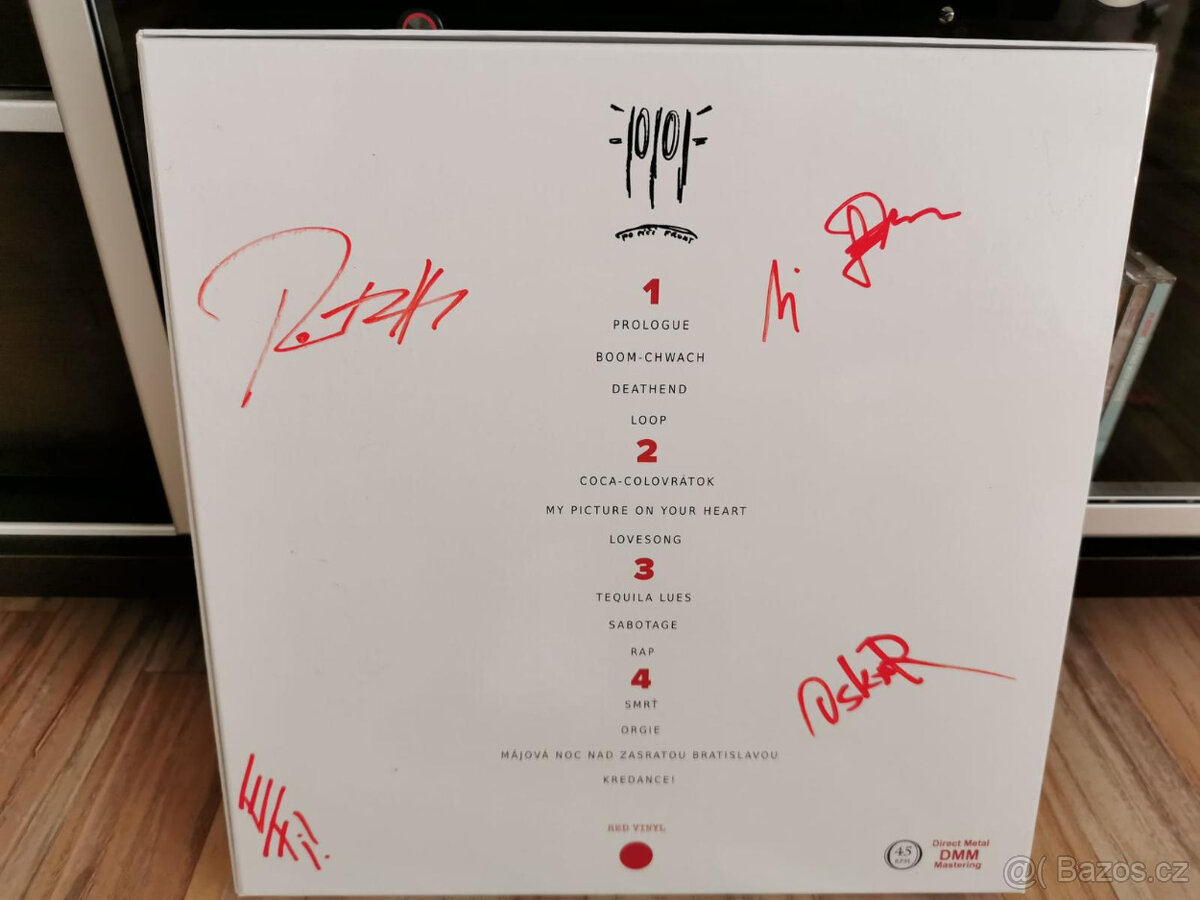 1
PROLOGUE
BOOM-CHWACH
DEATHEND
LOOP
2
COCA-COLOVRÁTOK
MY PICTURE ON YOUR HEART
LOVESONG
3
TEQUILA LUES
SABOTAGE
RAP
4
SMRŤ
ORGIE
MÁJOVÁ NOC NAD ZASRATOU BRATISLAVOU
KREDANCE!
OskaR
RED VINYL
45
RPM
Direct Metal
DMM
Mastering
@( Bazos.cz